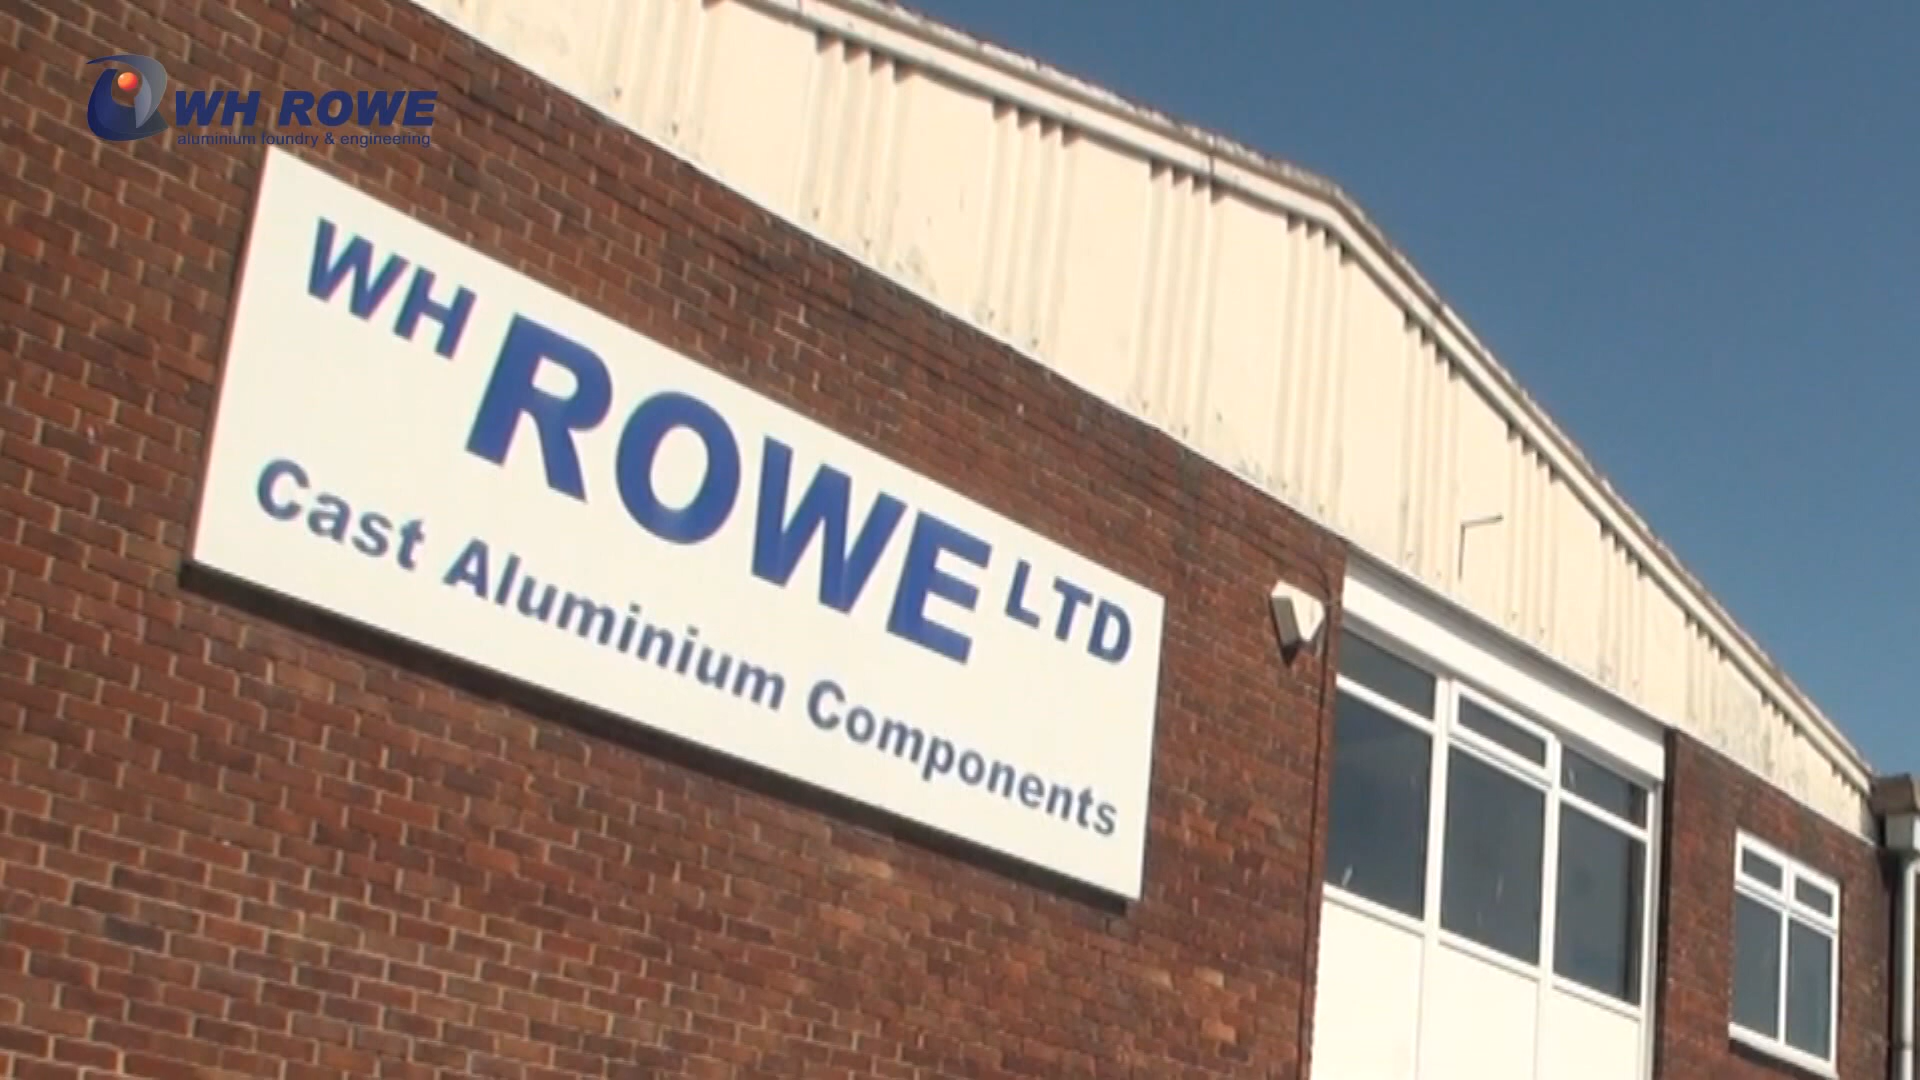 WH ROWE
aluminium foundry & engineering
WH ROWE LTD
Cast Aluminium Components